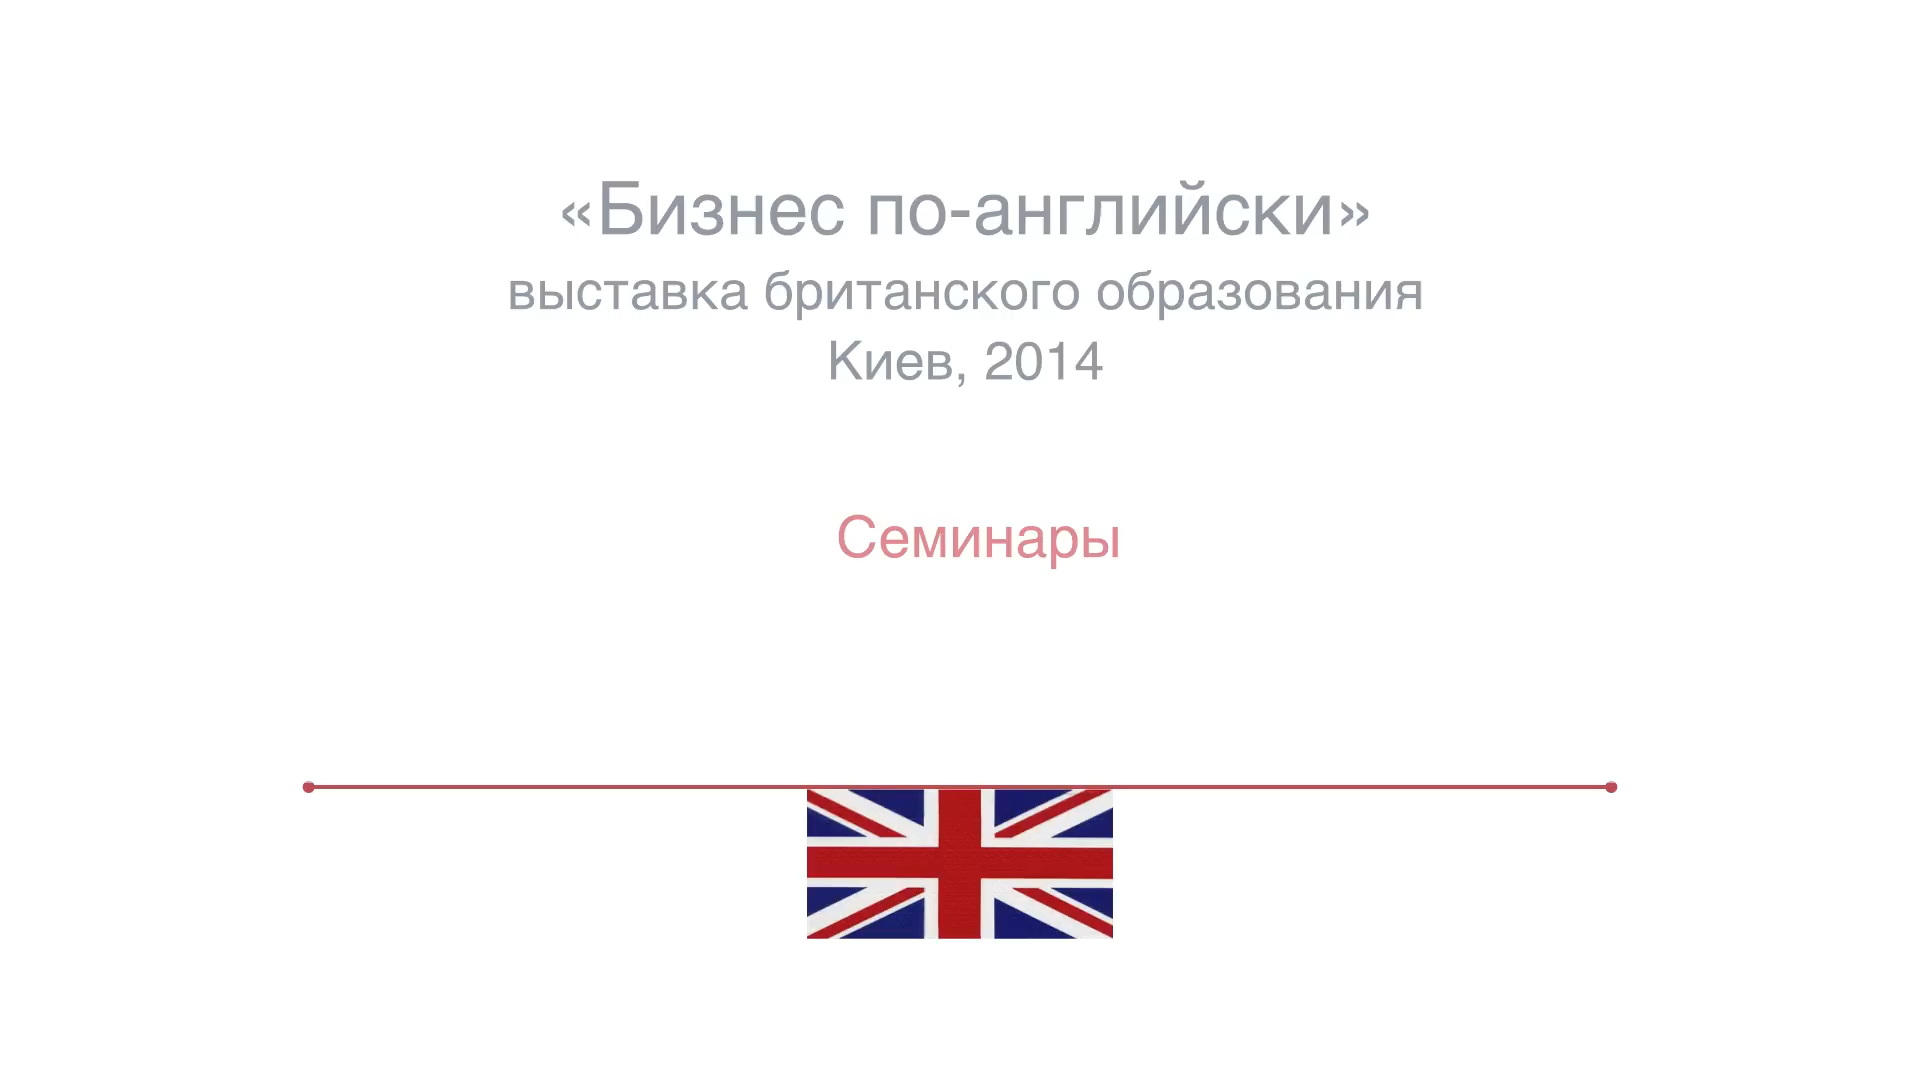 «Бизнес по-английски»
выставка британского образования
Киев, 2014
Семинары